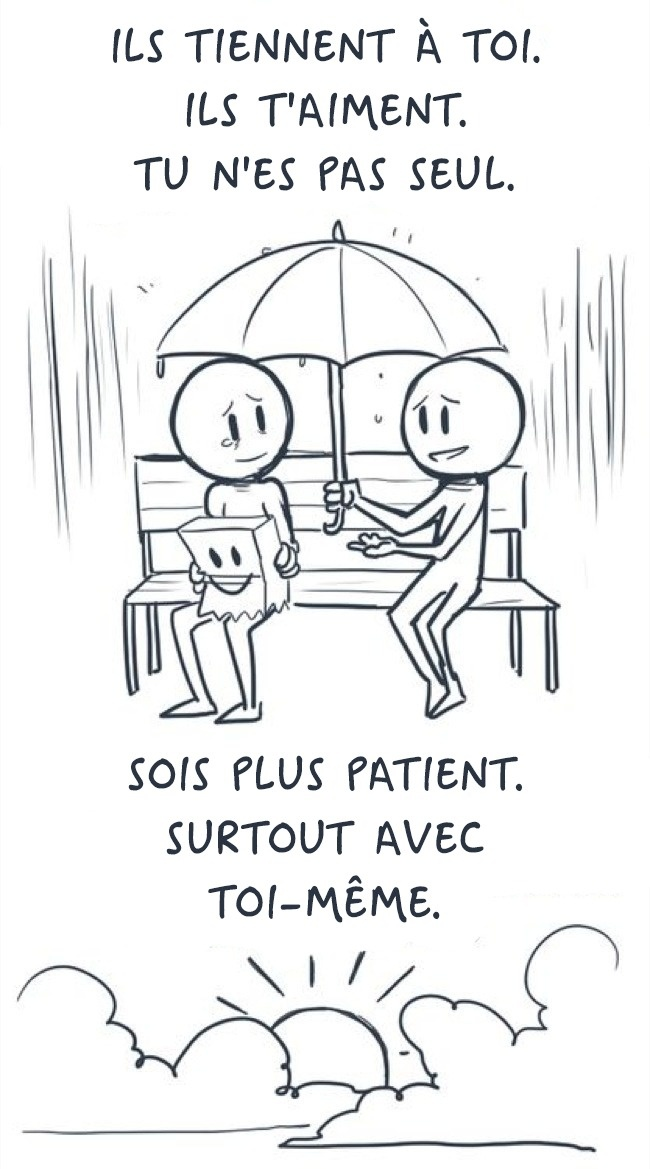 ILS TIENNENT À TOI.
ILS T'AIMENT.
TU N'ES PAS SEUL.
SOIS PLUS PATIENT.
SURTOUT AVEC
TOI-MÊME.